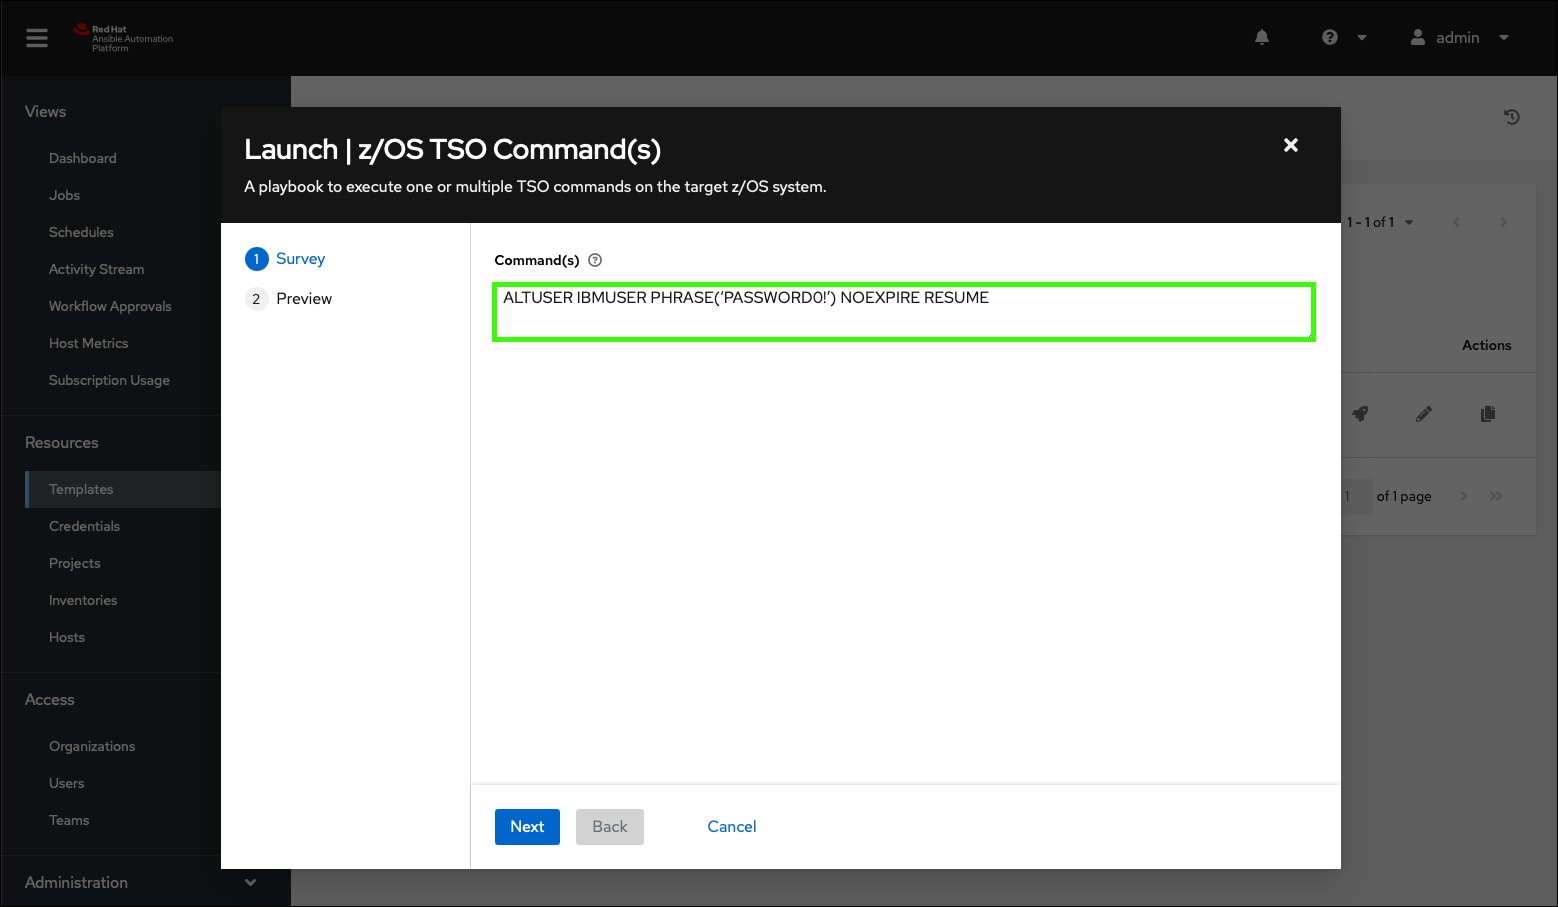 Red Hat
Ansible Automation
Platform
admin
Views
Dashboard
Jobs
Schedules
Activity Stream
Workflow Approvals
Host Metrics
Subscription Usage
Resources
Templates
Credentials
Projects
Inventories
Hosts
Access
Organizations
Users
Teams
Administration
Launch | z/OS TSO Command(s)
A playbook to execute one or multiple TSO commands on the target z/OS system.
1 Survey
2 Preview
Command(s)
ALTUSER IBMUSER PHRASE('PASSWORD0!') NOEXPIRE RESUME
Next Back Cancel
1 - 1 of 1
Actions
1 of 1 page